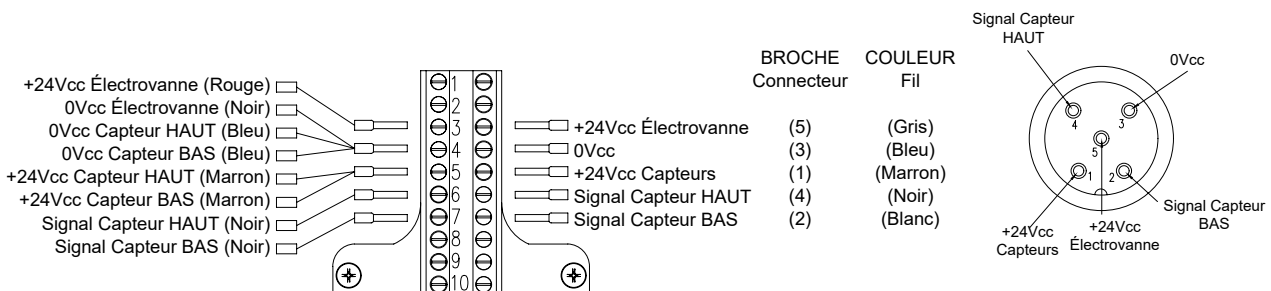 +24Vcc Électrovanne (Rouge)
0Vcc Électrovanne (Noir)
0Vcc Capteur HAUT (Bleu)
0Vcc Capteur BAS (Bleu)
+24Vcc Capteur HAUT (Marron)
+24Vcc Capteur BAS (Marron)
Signal Capteur HAUT (Noir)
Signal Capteur BAS (Noir)
1
2
3
4
5
6
7
8
9
10
BROCHE COULEUR
Connecteur Fil
+24Vcc Électrovanne (5) (Gris)
0Vcc (3) (Bleu)
+24Vcc Capteurs (1) (Marron)
Signal Capteur HAUT (4) (Noir)
Signal Capteur BAS (2) (Blanc)
Signal Capteur
HAUT
0Vcc
4
3
5
1
2
Signal Capteur
BAS
+24Vcc
Capteurs
+24Vcc
Électrovanne